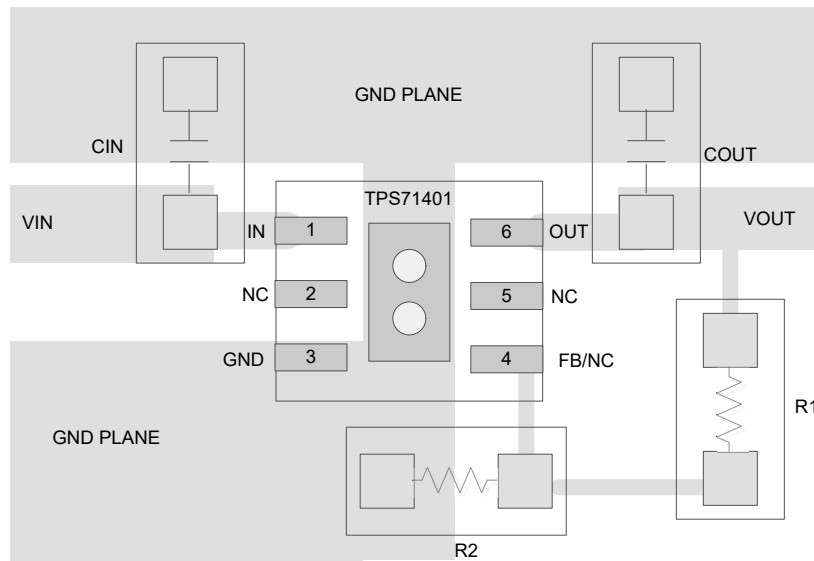 GND PLANE
CIN
COUT
TPS71401
VIN
IN
1
6
OUT
VOUT
NC
2
5
NC
GND
3
4
FB/NC
R1
GND PLANE
R2